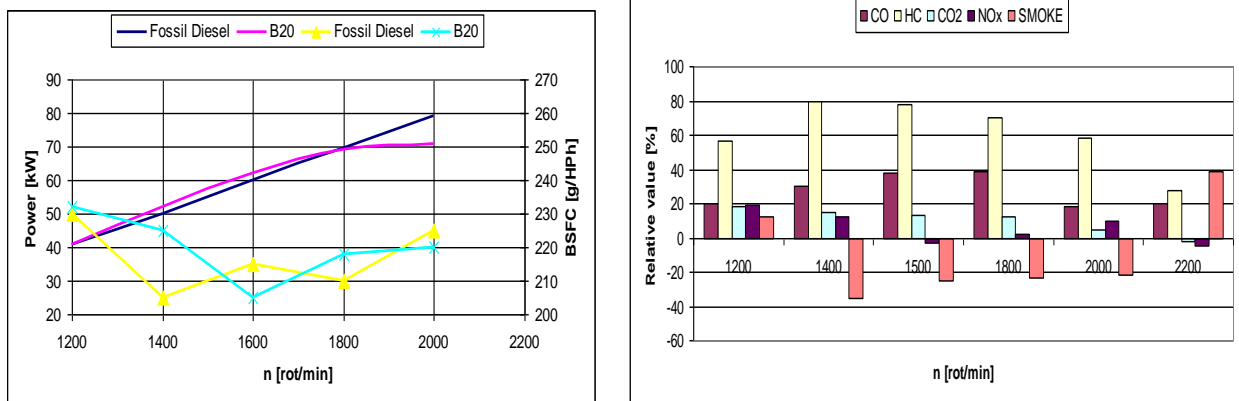 Fossil Diesel B20 Fossil Diesel B20
90
80
70
60
50
40
30
20
Power [kW]
270
260
250
240
230
220
210
200
BSFC [g/HPh]
1200 1400 1600 1800 2000 2200
n [rot/min]
CO HC CO2 NOx SMOKE
100
80
60
40
20
0
-20
-40
-60
Relative value [%]
1200 1400 1500 1800 2000 2200
n [rot/min]